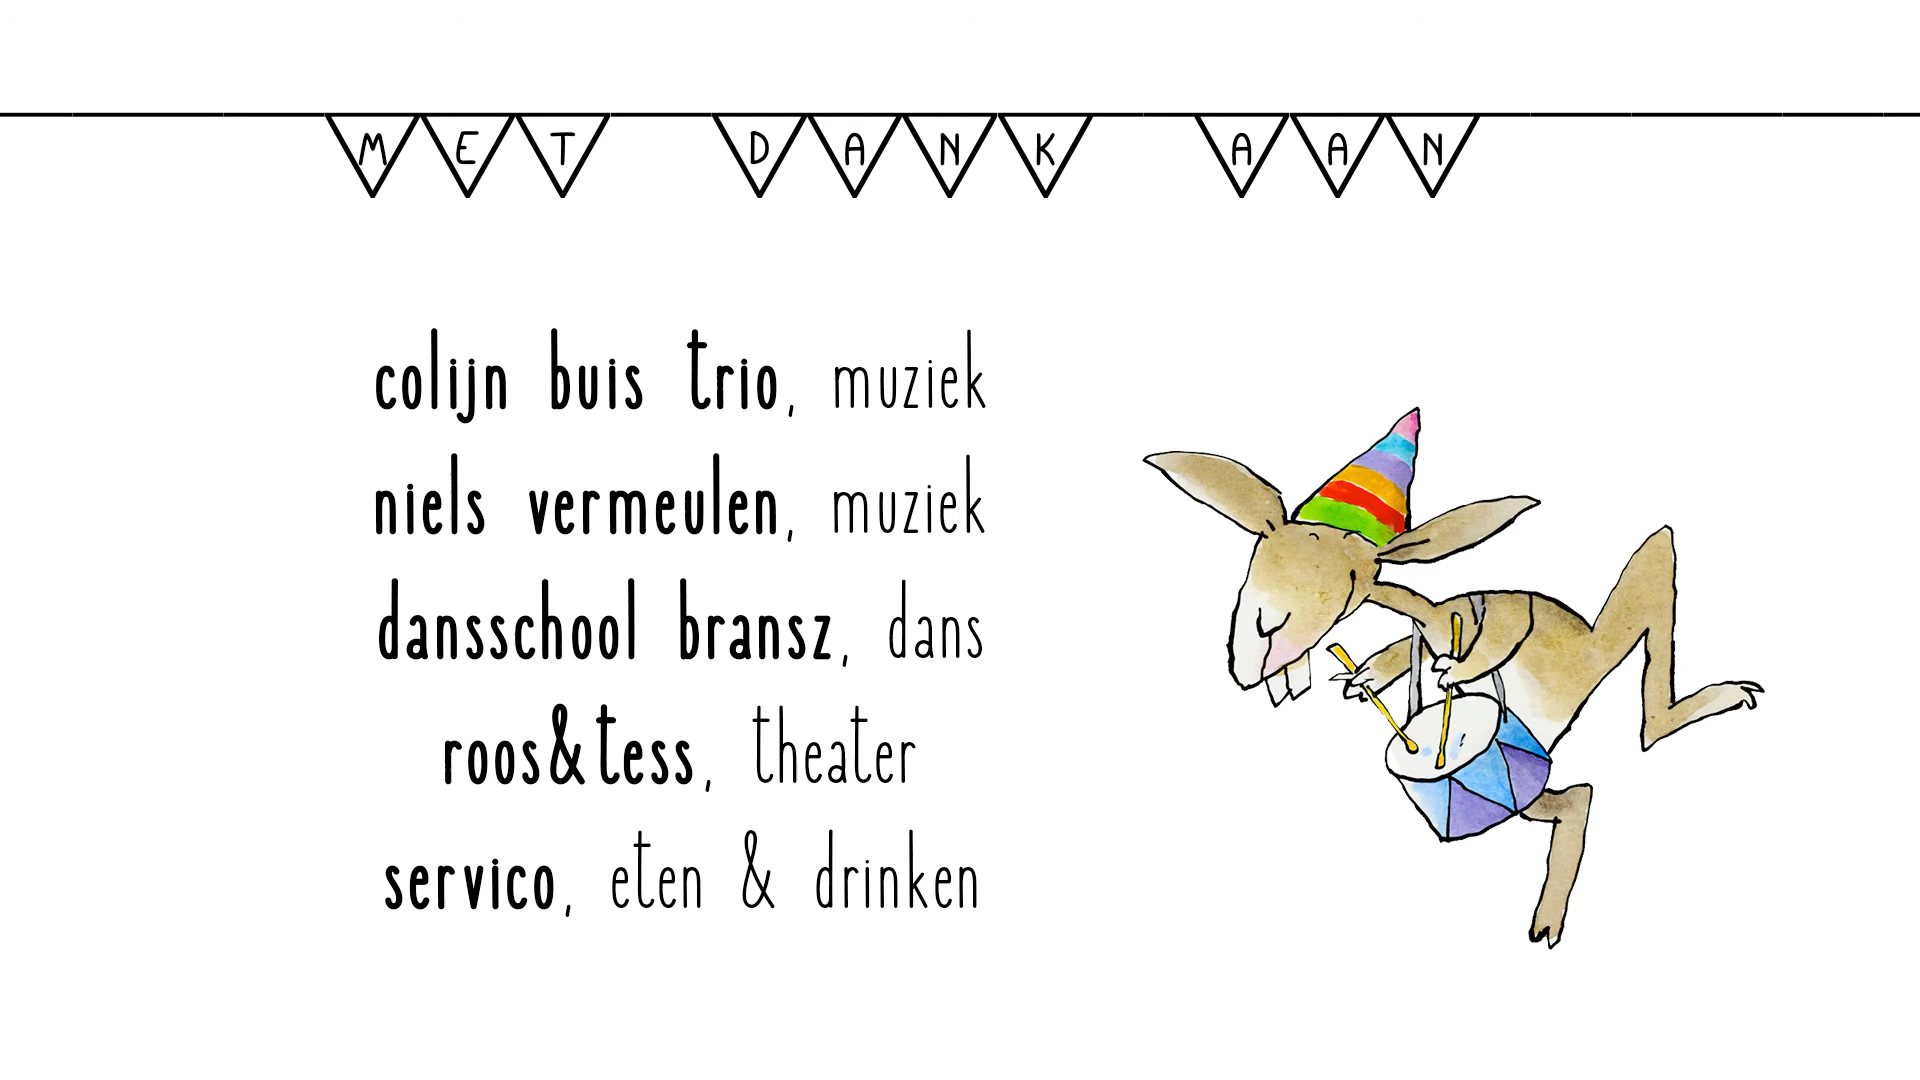 MET DANK AAN
colijn buis trio, muziek
niels vermeulen, muziek
dansschool bransz, dans
roos&tess, theater
servico, eten & drinken